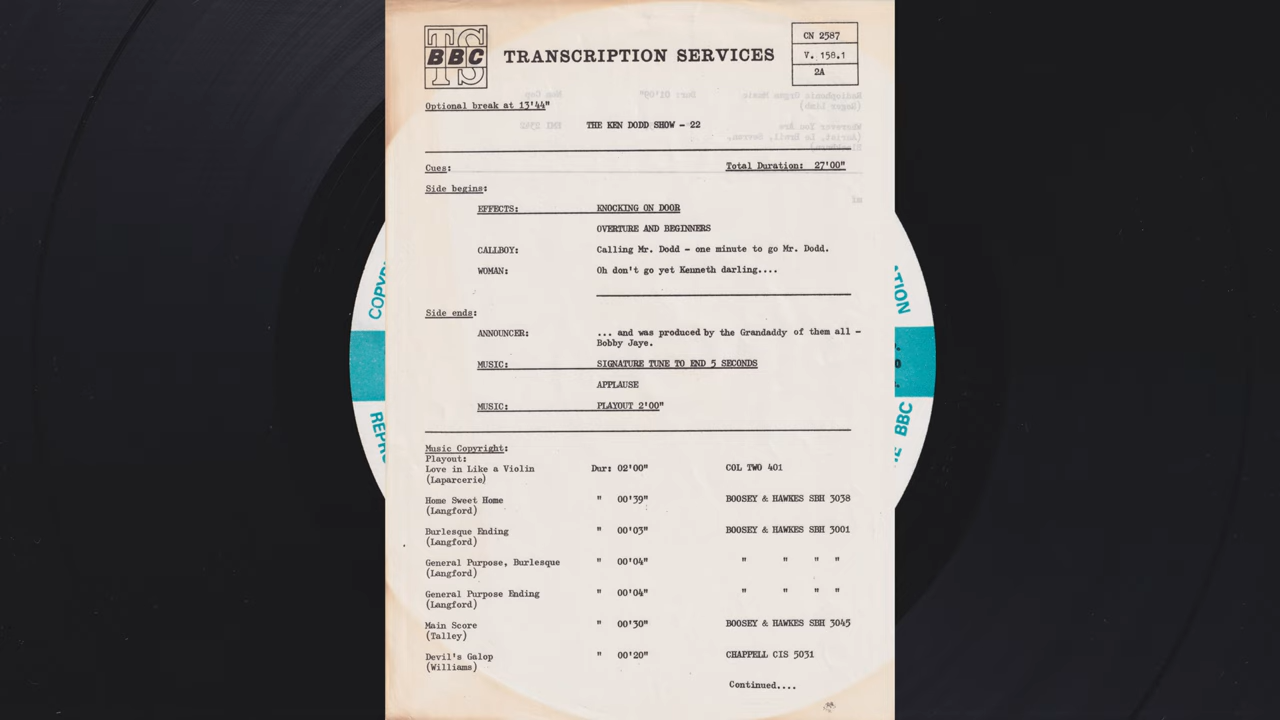 TS
BBC
TRANSCRIPTION SERVICES
CN 2587
V. 158.1
2A
Optional break at 13'44"
THE KEN DODD SHOW - 22
Cues:
Total Duration: 27'00"
Side begins:
EFFECTS: KNOCKING ON DOOR
OVERTURE AND BEGINNERS
CALLBOY: Calling Mr. Dodd - one minute to go Mr. Dodd.
WOMAN: Oh don't go yet Kenneth darling....
Side ends:
ANNOUNCER: ... and was produced by the Grandaddy of them all -
Bobby Jaye.
MUSIC: SIGNATURE TUNE TO END 5 SECONDS
APPLAUSE
MUSIC: PLAYOUT 2'00"
Music Copyright:
Playout:
Love in Like a Violin Dur: 02'00" COL TWO 401
(Laparcerie)
Home Sweet Home " 00'39" BOOSEY & HAWKES SBH 3038
(Langford)
Burlesque Ending " 00'03" BOOSEY & HAWKES SBH 3001
(Langford)
General Purpose, Burlesque " 00'04" " " " "
(Langford)
General Purpose Ending " 00'04" " " " "
(Langford)
Main Score " 00'30" BOOSEY & HAWKES SBH 3045
(Talley)
Devil's Galop " 00'20" CHAPPELL CIS 5031
(Williams)
Continued....
BBC